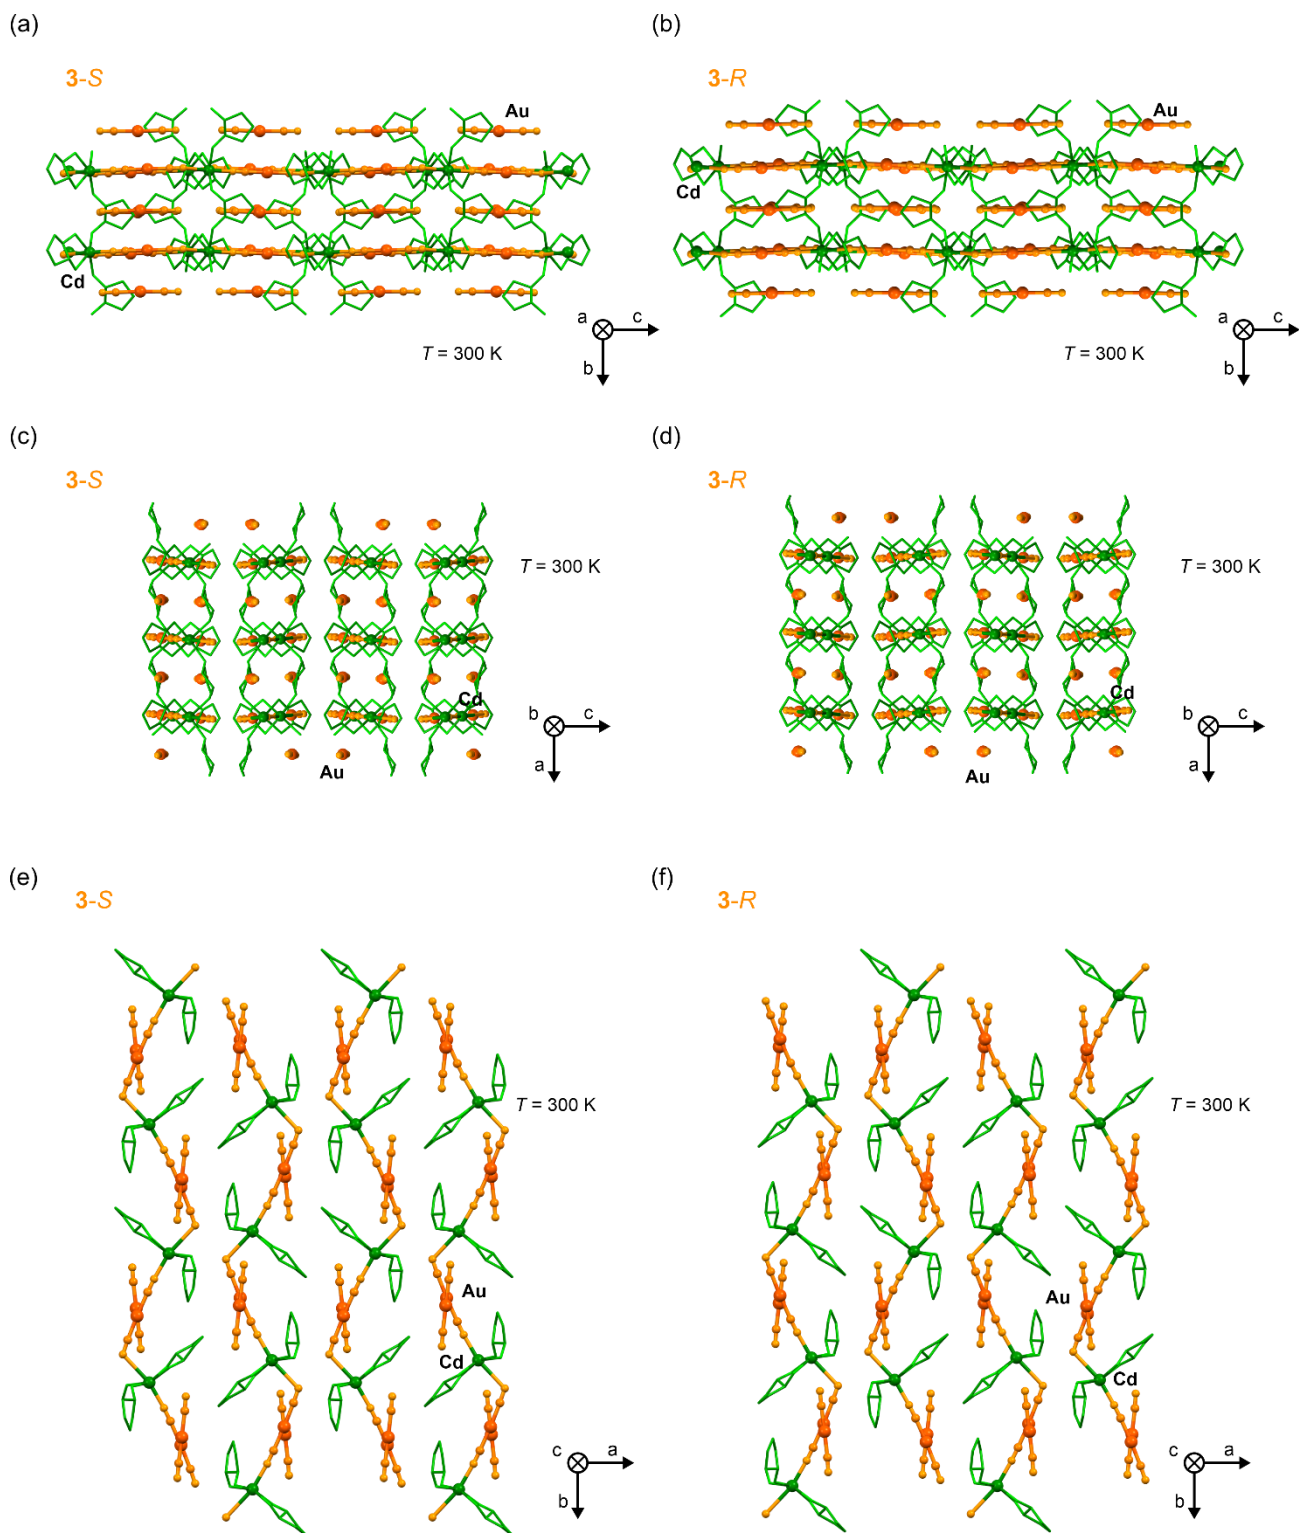 (a)
(b)
3-S
3-R
Au
Au
Cd
Cd
a
c
b
T = 300 K
a
c
b
T = 300 K
(c)
(d)
3-S
3-R
T = 300 K
T = 300 K
Cd
Cd
b
c
a
b
c
a
Au
Au
(e)
(f)
3-S
3-R
T = 300 K
T = 300 K
Au
Au
Cd
Cd
c
a
b
c
a
b